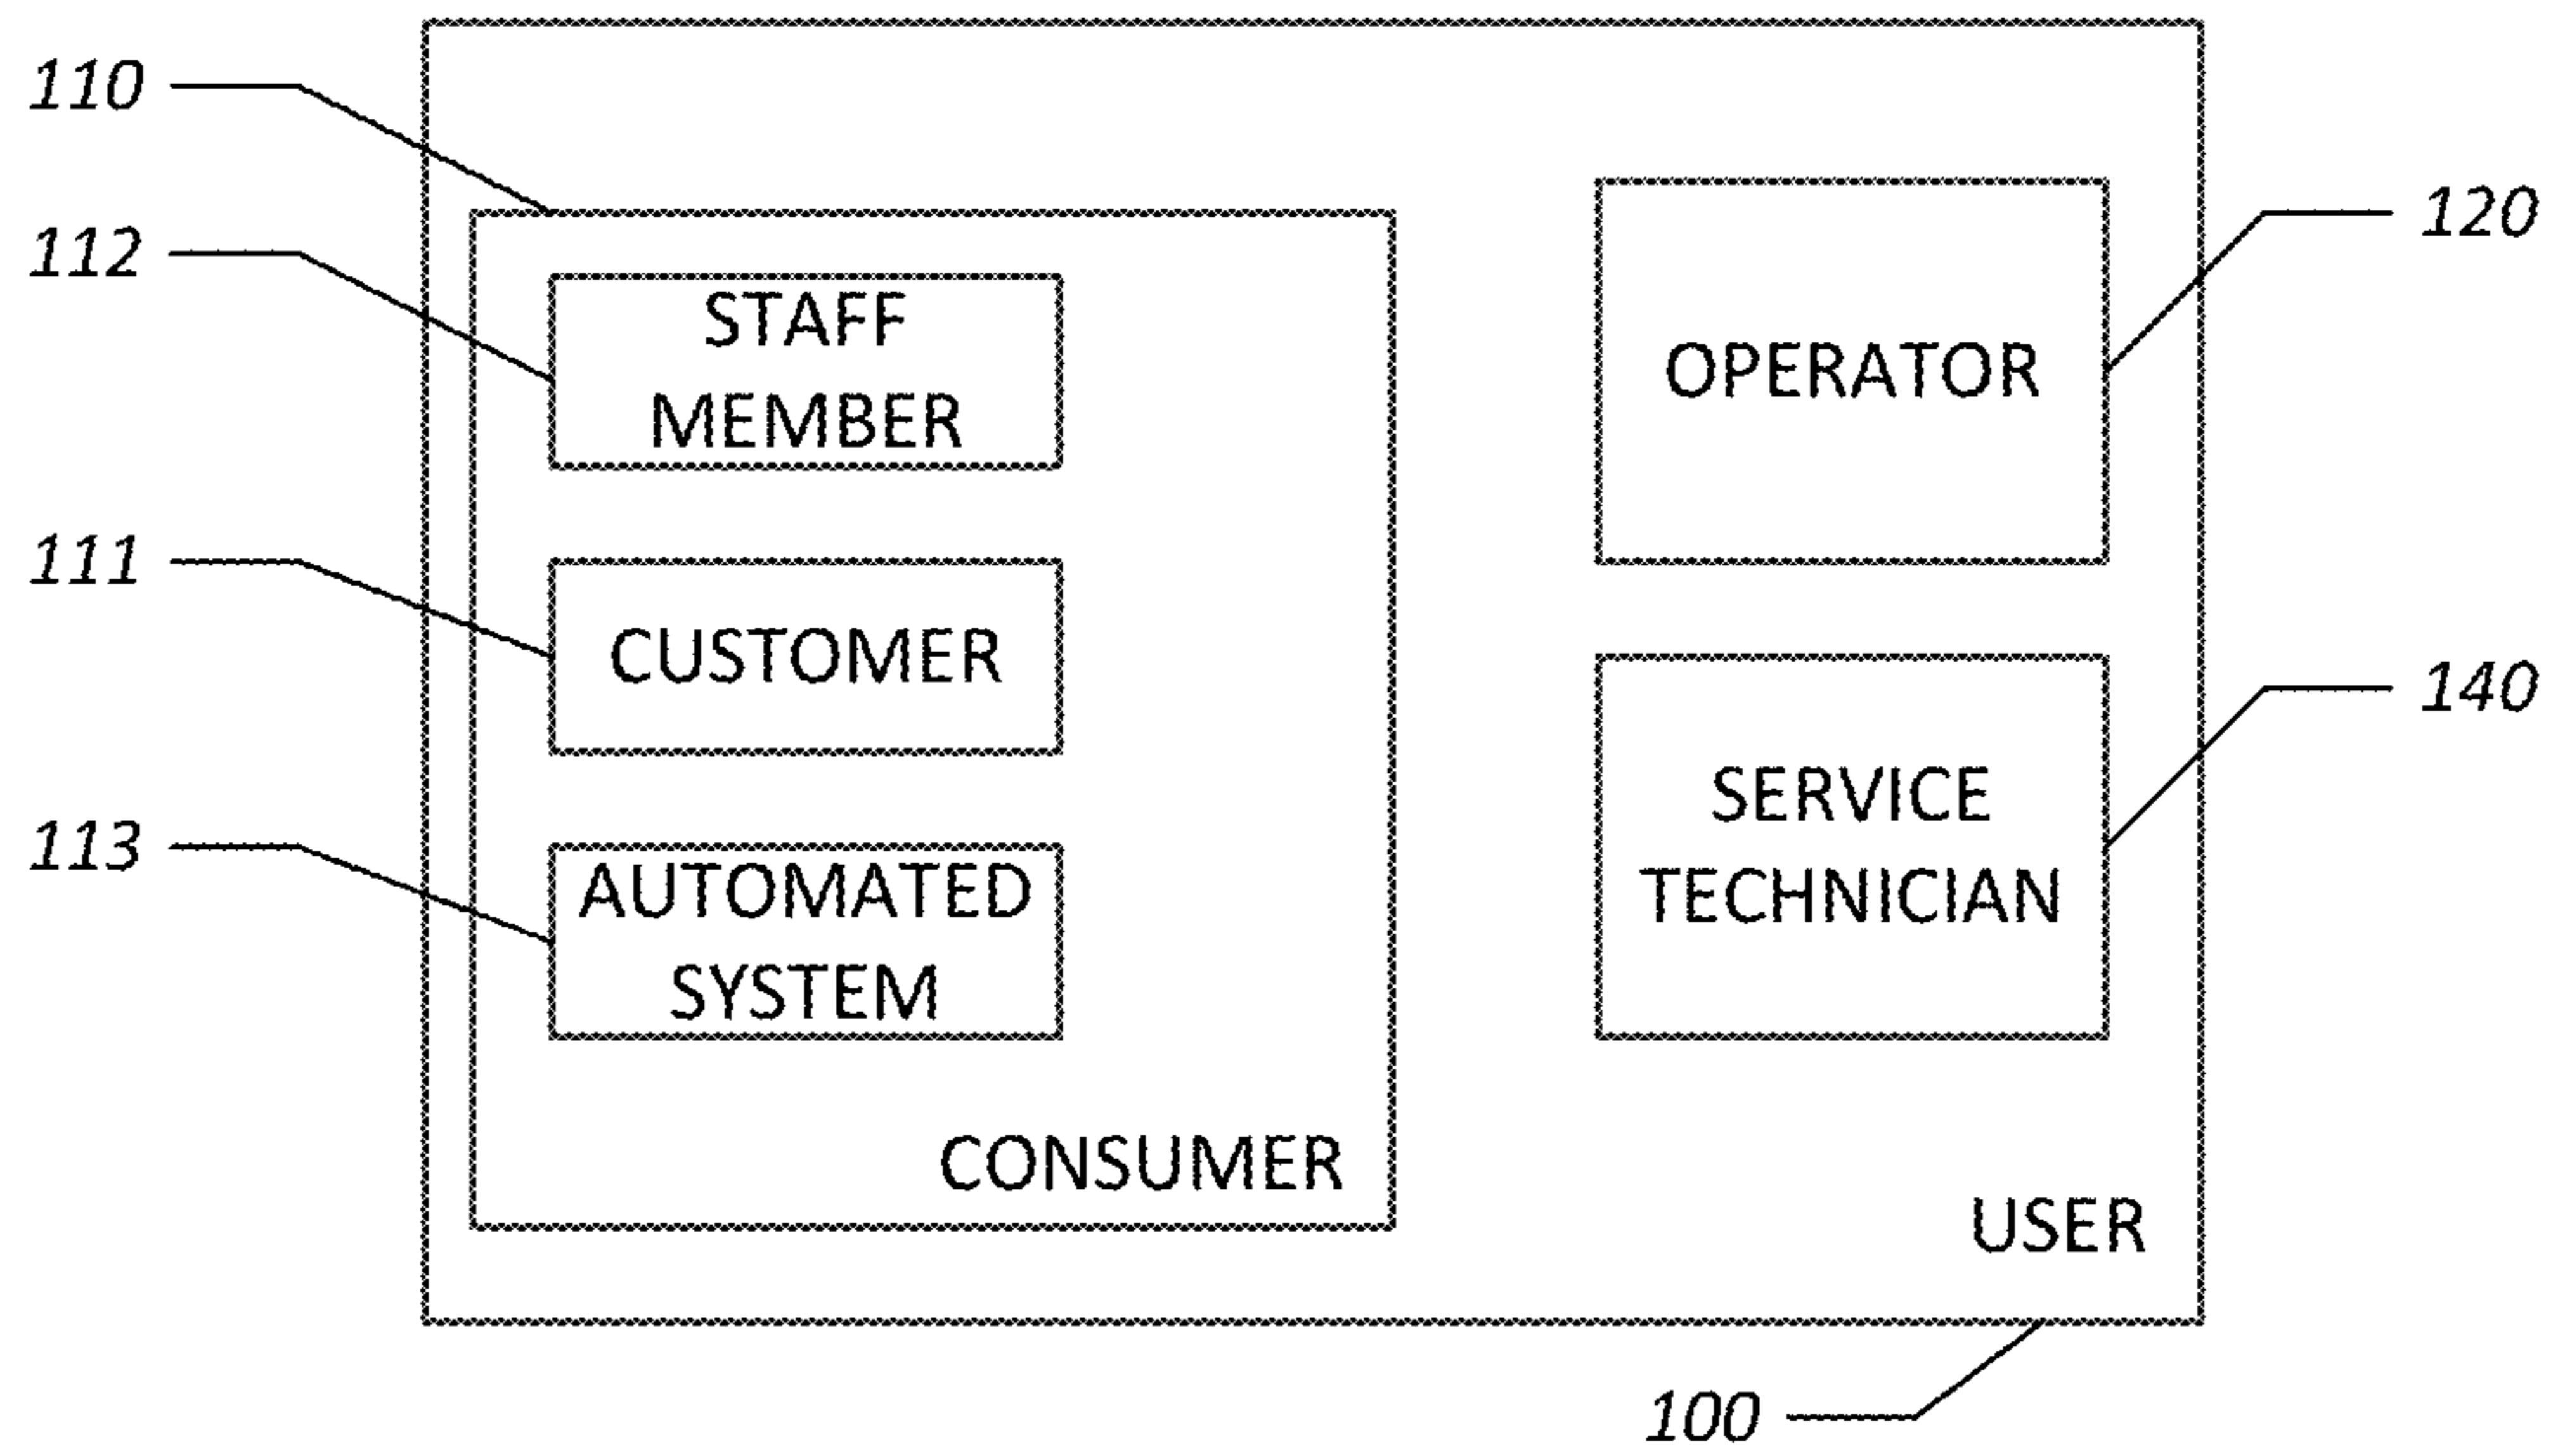 110
112
STAFF
MEMBER
111
CUSTOMER
113
AUTOMATED
SYSTEM
CONSUMER
120
OPERATOR
140
SERVICE
TECHNICIAN
USER
100